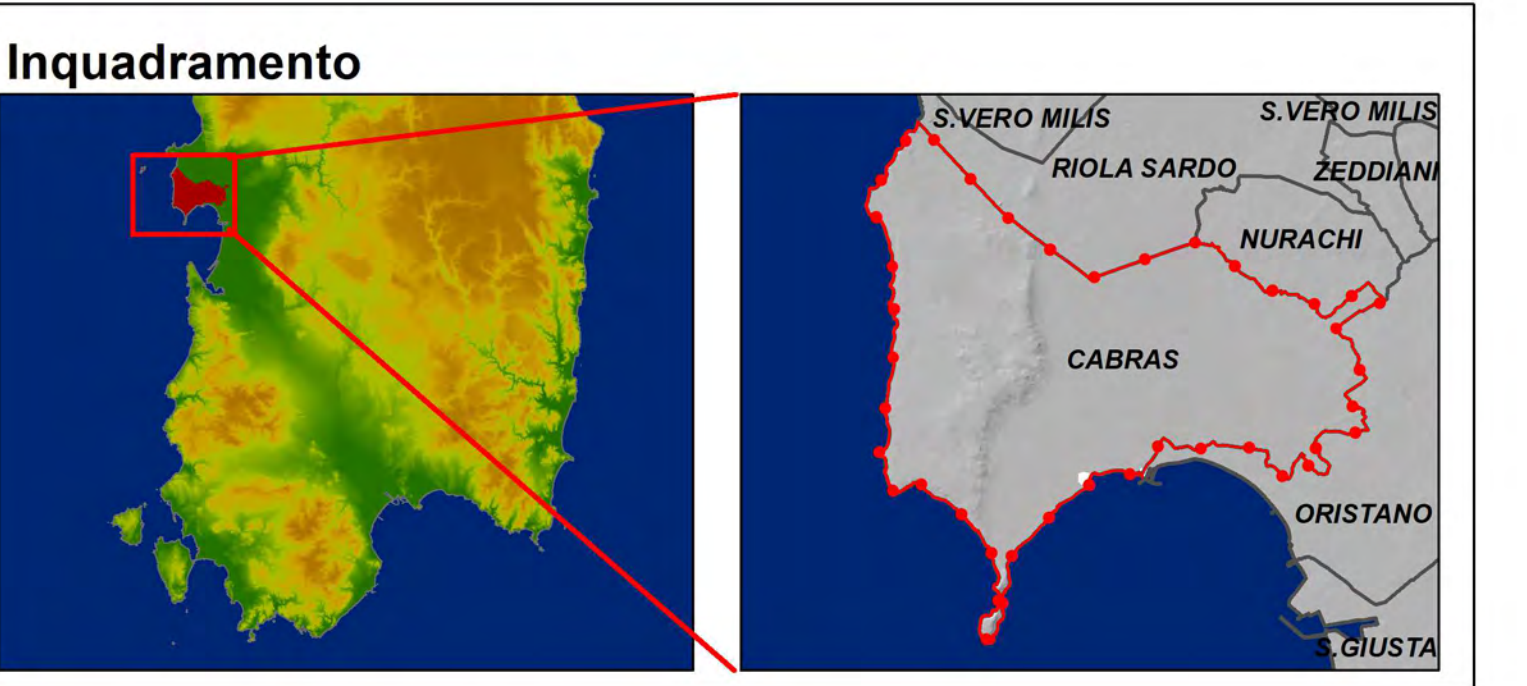 Inquadramento
S.VERO MILIS
S.VERO MILIS
RIOLA SARDO
ZEDDIANI
NURACHI
CABRAS
ORISTANO
S.GIUSTA